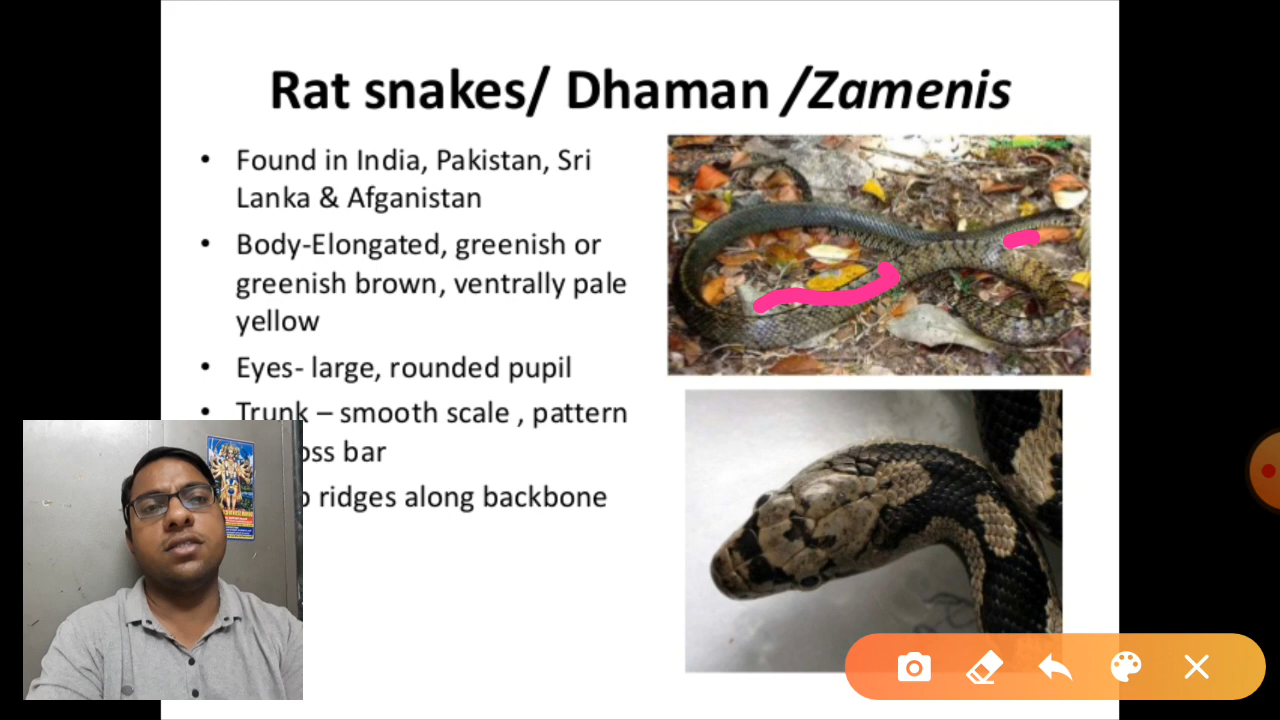 Rat snakes/ Dhaman /Zamenis
• Found in India, Pakistan, Sri
Lanka & Afganistan
• Body-Elongated, greenish or
greenish brown, ventrally pale
yellow
• Eyes- large, rounded pupil
• Trunk – smooth scale , pattern
bar
ridges along backbone